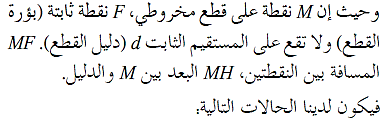 وحيث إن M نقطة على قطع مخروطي، F نقطة ثابتة (بؤرة
القطع) ولا تقع على المستقيم الثابت d (دليل القطع). MF
المسافة بين النقطتين، MH البعد بين M والدليل.
فيكون لدينا الحالات التالية: